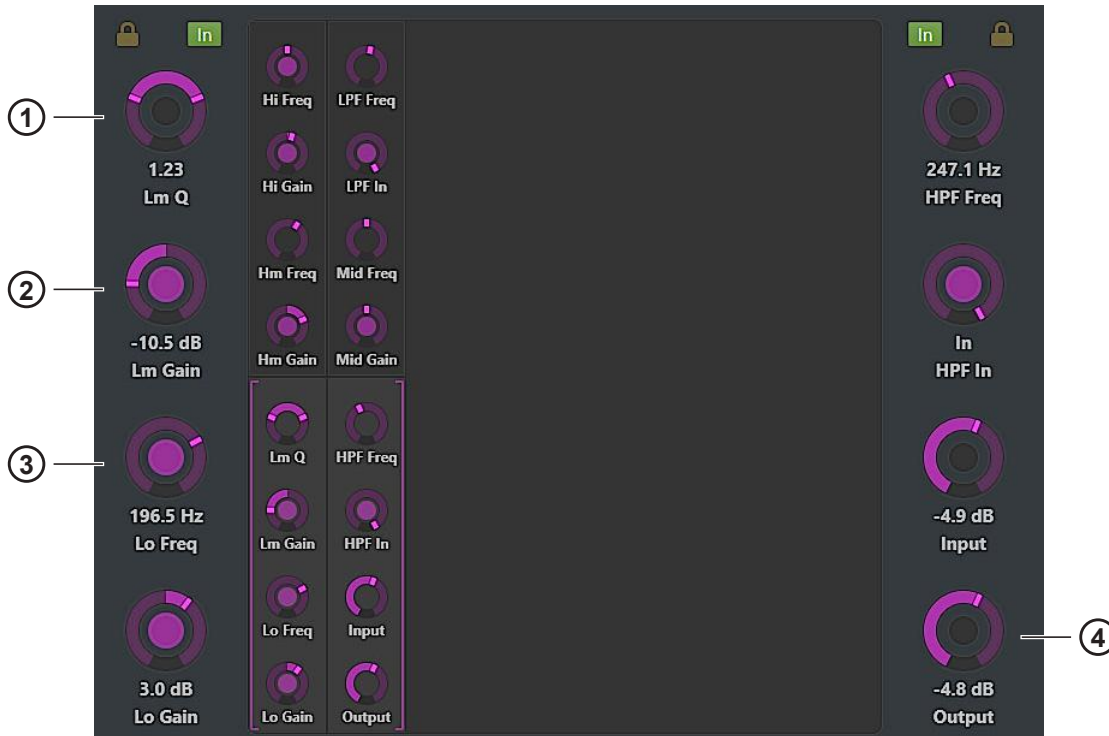 In
1
1.23
Lm Q
2
-10.5 dB
Lm Gain
3
196.5 Hz
Lo Freq
3.0 dB
Lo Gain
Hi Freq
LPF Freq
Hi Gain
LPF In
Hm Freq
Mid Freq
Hm Gain
Mid Gain
Lm Q
HPF Freq
Lm Gain
HPF In
Lo Freq
Input
Lo Gain
Output
In
247.1 Hz
HPF Freq
In
HPF In
-4.9 dB
Input
4
-4.8 dB
Output